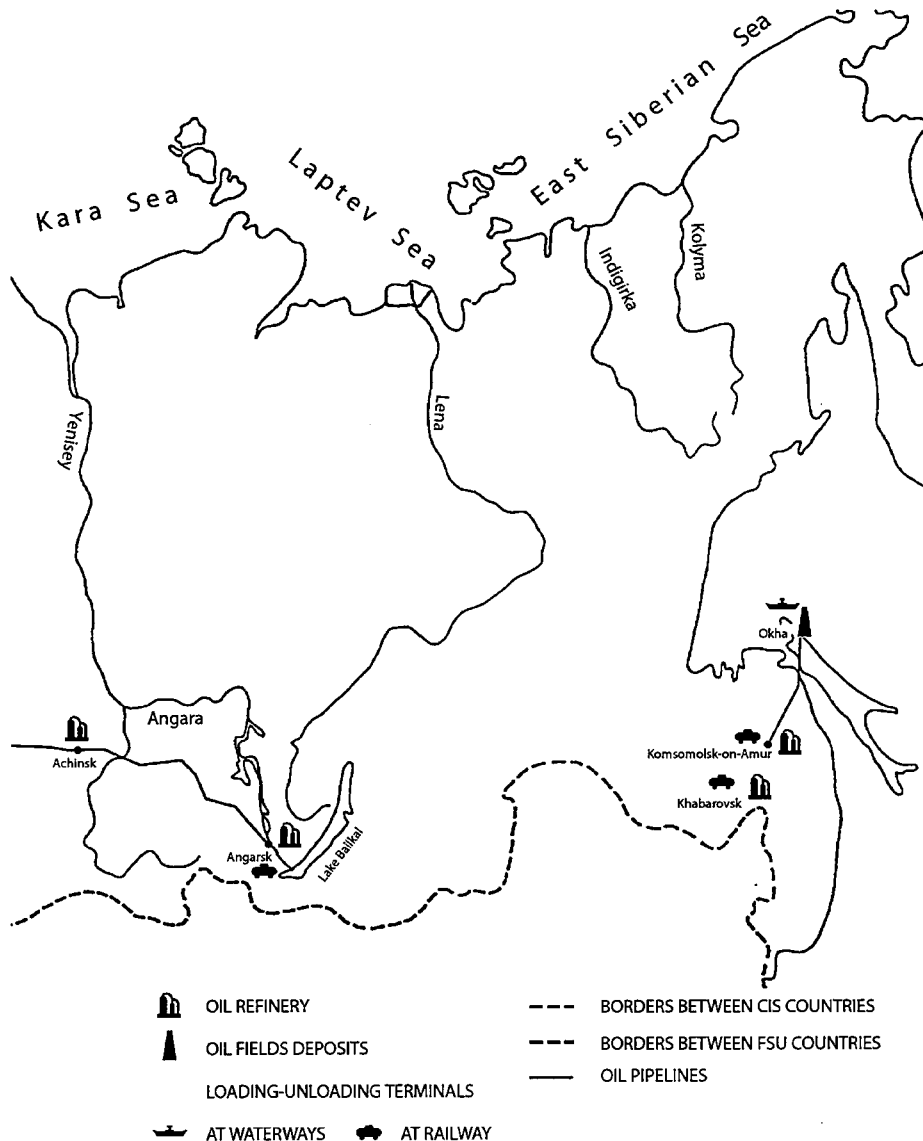 East Siberian Sea
Laptev Sea
Kara Sea
Kolyma
Indigirka
Lena
Yenisey
Okha
Angara
Achinsk
Komsomolsk-on-Amur
Khabarovsk
Angarsk
Lake Bailkal
OIL REFINERY
OIL FIELDS DEPOSITS
LOADING-UNLOADING TERMINALS
AT WATERWAYS
AT RAILWAY
BORDERS BETWEEN CIS COUNTRIES
BORDERS BETWEEN FSU COUNTRIES
OIL PIPELINES